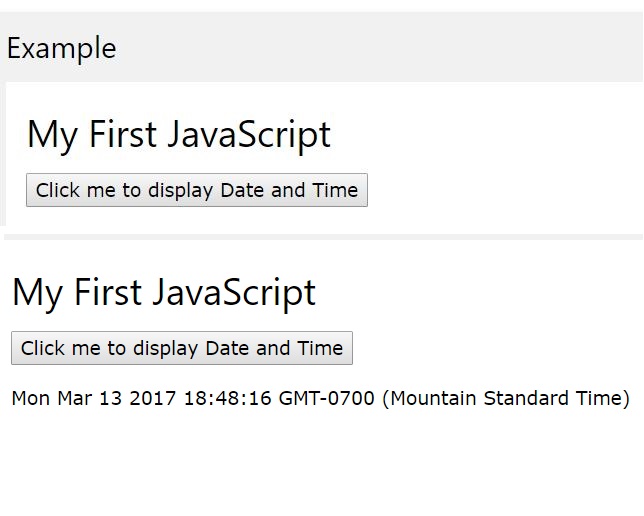 Example
My First JavaScript
Click me to display Date and Time
My First JavaScript
Click me to display Date and Time
Mon Mar 13 2017 18:48:16 GMT-0700 (Mountain Standard Time)